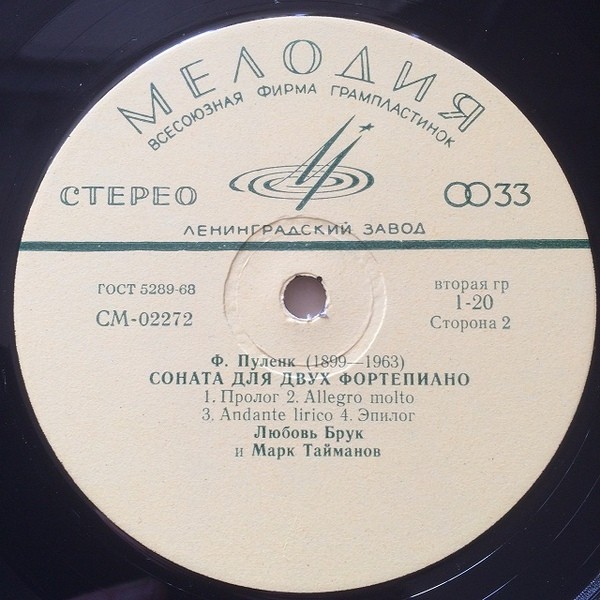 МЕЛОДИЯ
ВСЕСОЮЗНАЯ ФИРМА ГРАМПЛАСТИНОК
СТЕРЕО
33
ЛЕНИНГРАДСКИЙ ЗАВОД
ГОСТ 5289-68
СМ-02272
вторая гр
1-20
Сторона 2
Ф. Пуленк (1899—1963)
СОНАТА ДЛЯ ДВУХ ФОРТЕПИАНО
1. Пролог 2. Allegro molto
3. Andante lirico 4. Эпилог
Любовь Брук
и Марк Тайманов